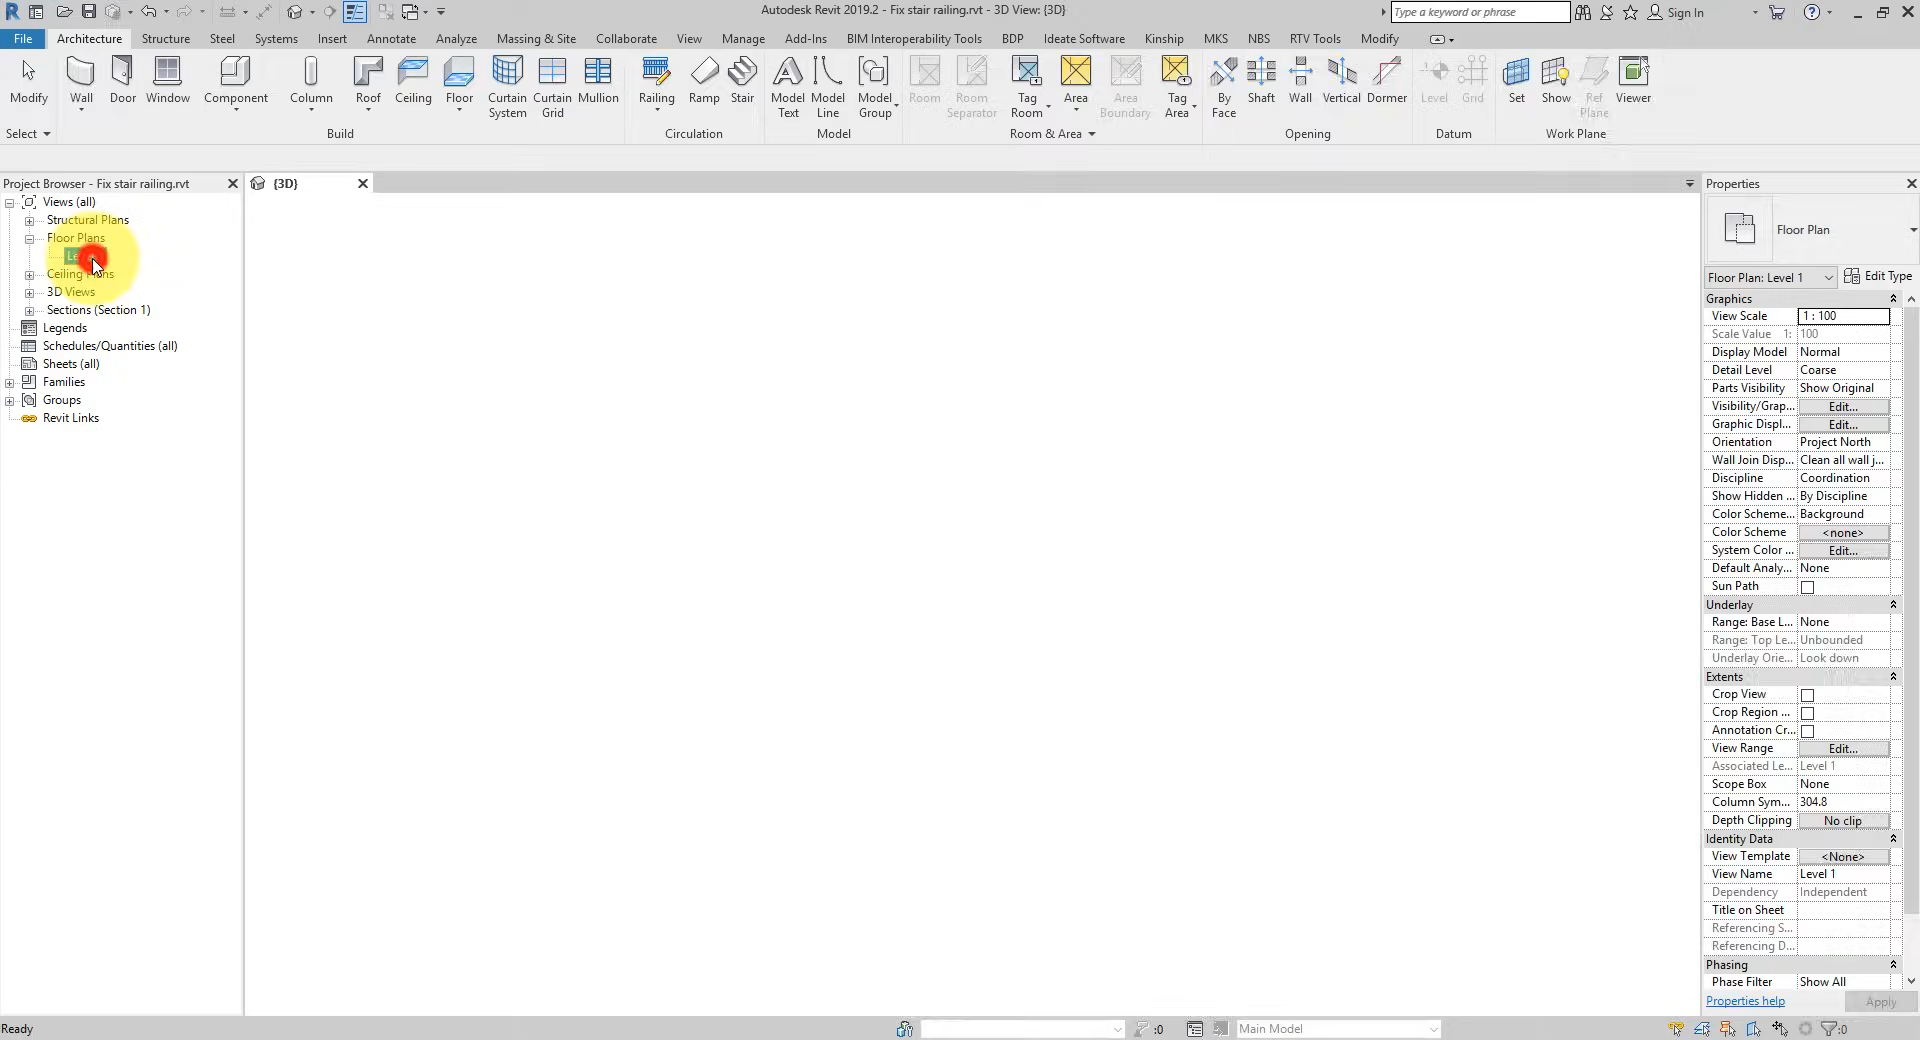 Autodesk Revit 2019.2 - Fix stair railing.rvt - 3D View: {3D}
Type a keyword or phrase
Sign In
File Architecture Structure Steel Systems Insert Annotate Analyze Massing & Site Collaborate View Manage Add-Ins BIM Interoperability Tools BDP Ideate Software Kinship MKS NBS RTV Tools Modify
Modify Wall Door Window Component Column Roof Ceiling Floor Curtain System Curtain Grid Mullion Railing Ramp Stair Model Text Model Line Model Group Room Room Separator Tag Room Area Area Boundary Tag Area By Face Shaft Wall Vertical Dormer Level Grid Set Show Ref Plane Viewer
Select Build Circulation Model Room & Area Opening Datum Work Plane
Project Browser - Fix stair railing.rvt
Views (all)
Structural Plans
Floor Plans
Ceiling Plans
3D Views
Sections (Section 1)
Legends
Schedules/Quantities (all)
Sheets (all)
Families
Groups
Revit Links
{3D}
Properties
Floor Plan
Floor Plan: Level 1 Edit Type
Graphics
View Scale 1 : 100
Scale Value 1: 100
Display Model Normal
Detail Level Coarse
Parts Visibility Show Original
Visibility/Grap... Edit...
Graphic Displ... Edit...
Orientation Project North
Wall Join Disp... Clean all wall j...
Discipline Coordination
Show Hidden ... By Discipline
Color Scheme... Background
Color Scheme <none>
System Color ... Edit...
Default Analy... None
Sun Path
Underlay
Range: Base L... None
Range: Top Le... Unbounded
Underlay Orie... Look down
Extents
Crop View
Crop Region ...
Annotation Cr...
View Range Edit...
Associated Le... Level 1
Scope Box None
Column Sym... 304.8
Depth Clipping No clip
Identity Data
View Template <None>
View Name Level 1
Dependency Independent
Title on Sheet
Referencing S...
Referencing D...
Phasing
Phase Filter Show All
Properties help Apply
Ready
:0
Main Model
:0